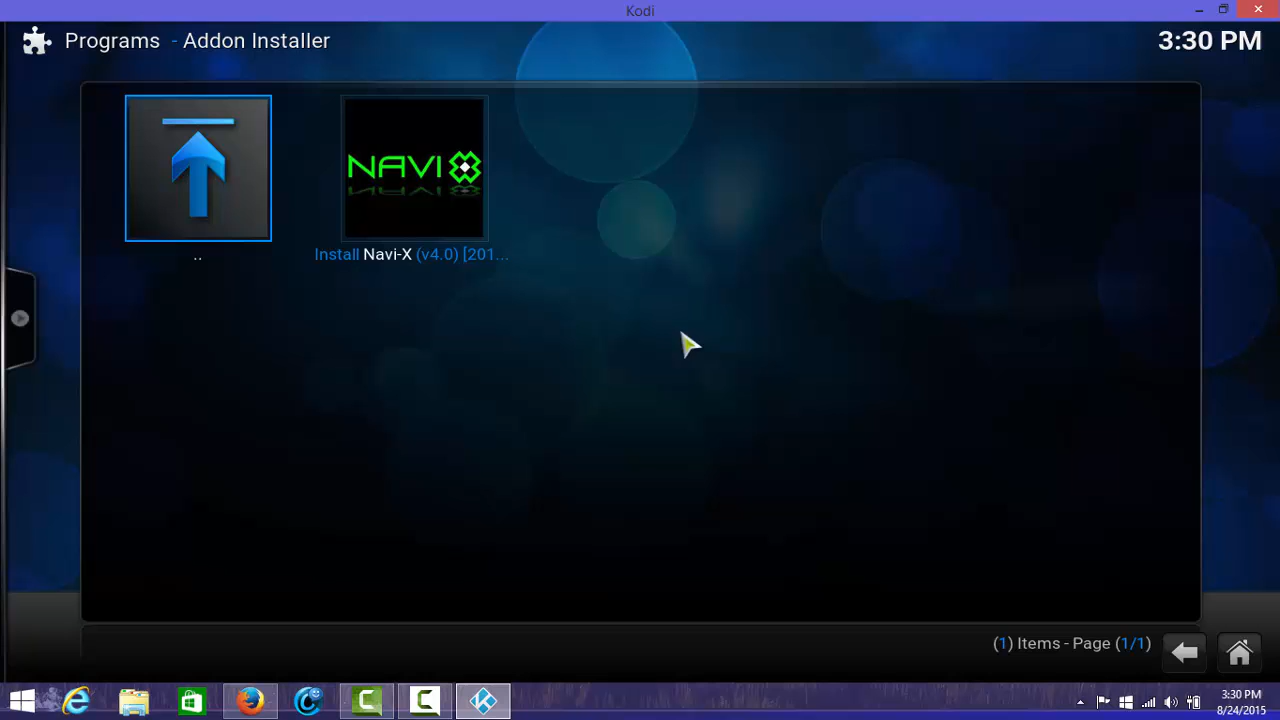 Kodi
Programs - Addon Installer
3:30 PM
NAVI
..
Install Navi-X (v4.0) [201...
(1) Items - Page (1/1)
3:30 PM
8/24/2015